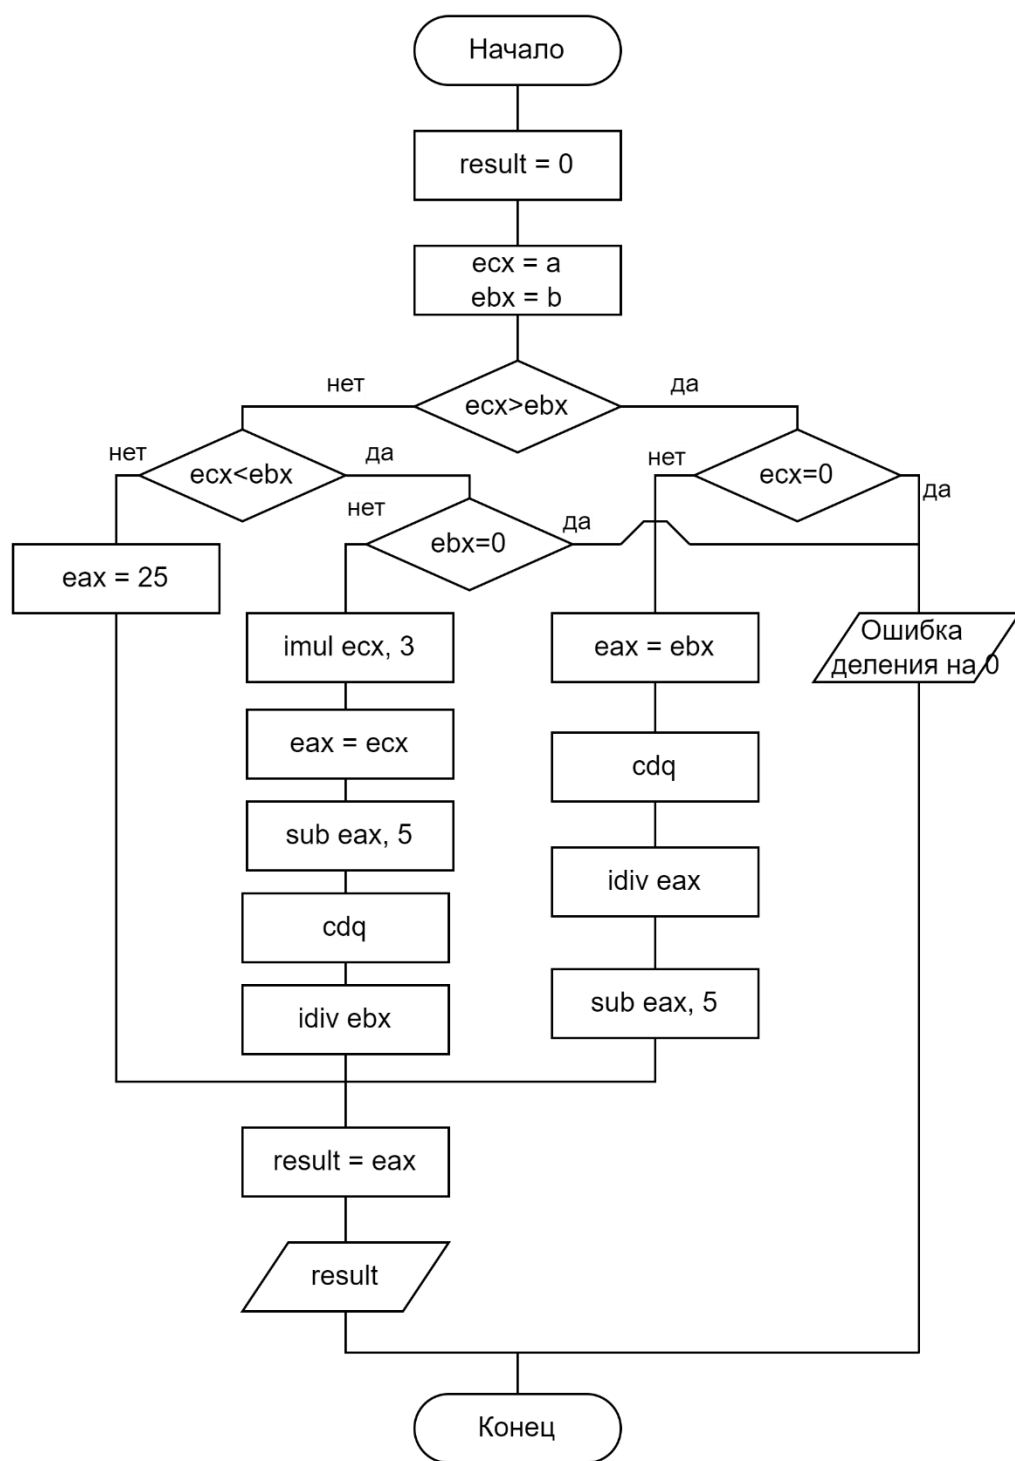 Начало
result = 0
ecx = a
ebx = b
нет
ecx>ebx
да
нет
ecx<ebx
да
нет
ecx=0
да
нет
ebx=0
да
eax = 25
imul ecx, 3
eax = ebx
Ошибка
деления на 0
eax = ecx
cdq
sub eax, 5
idiv eax
cdq
sub eax, 5
idiv ebx
result = eax
result
Конец